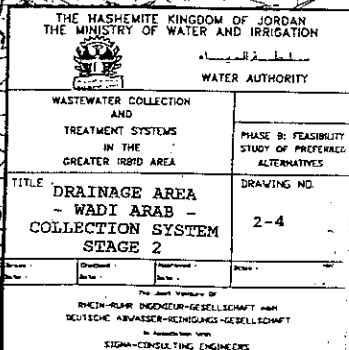 THE HASHEMITE KINGDOM OF JORDAN
THE MINISTRY OF WATER AND IRRIGATION
WATER AUTHORITY
WASTEWATER COLLECTION
AND
TREATMENT SYSTEMS
IN THE
GREATER IRBID AREA
PHASE B: FEASIBILITY
STUDY OF PREFERRED
ALTERNATIVES
TITLE
DRAINAGE AREA
- WADI ARAB -
COLLECTION SYSTEM
STAGE 2
DRAWING NO.
2-4
The Joint Venture Of
RHEIN-RUHR INGENIEUR-GESELLSCHAFT mbH
DEUTSCHE ABWASSER-REINIGUNGS-GESELLSCHAFT
In Association With
SIGMA-CONSULTING ENGINEERS